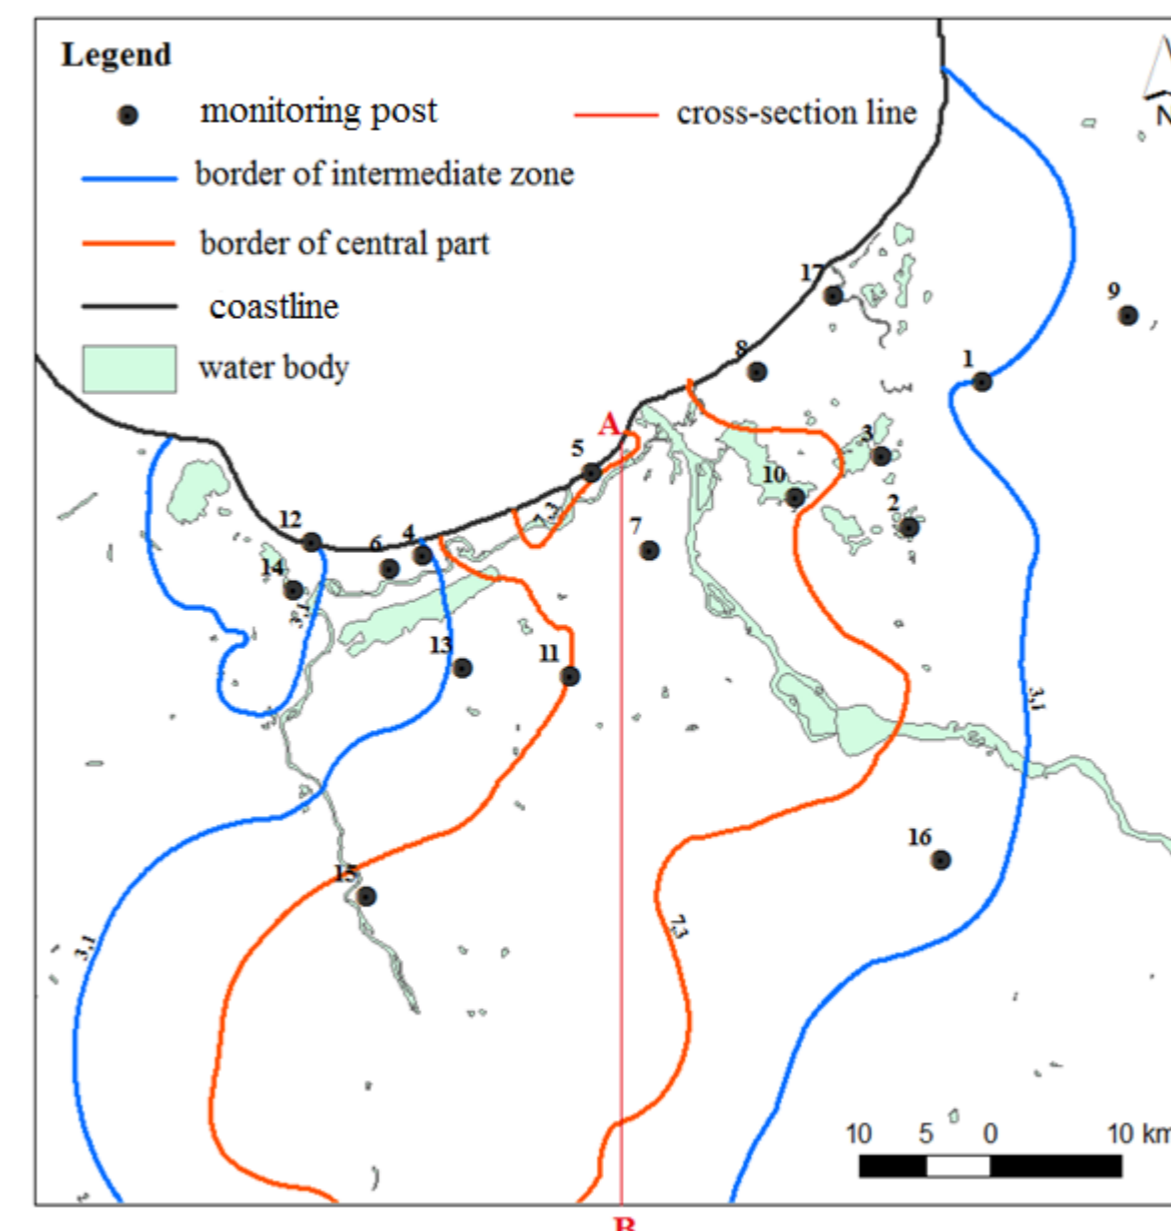 Legend
monitoring post
cross-section line
border of intermediate zone
border of central part
coastline
water body
N
17
9
8
1
A
5
3
10
2
7,3
7
12
6
4
14
3,1
13
11
3,1
16
15
7,3
3,1
10 5 0 10 km
B